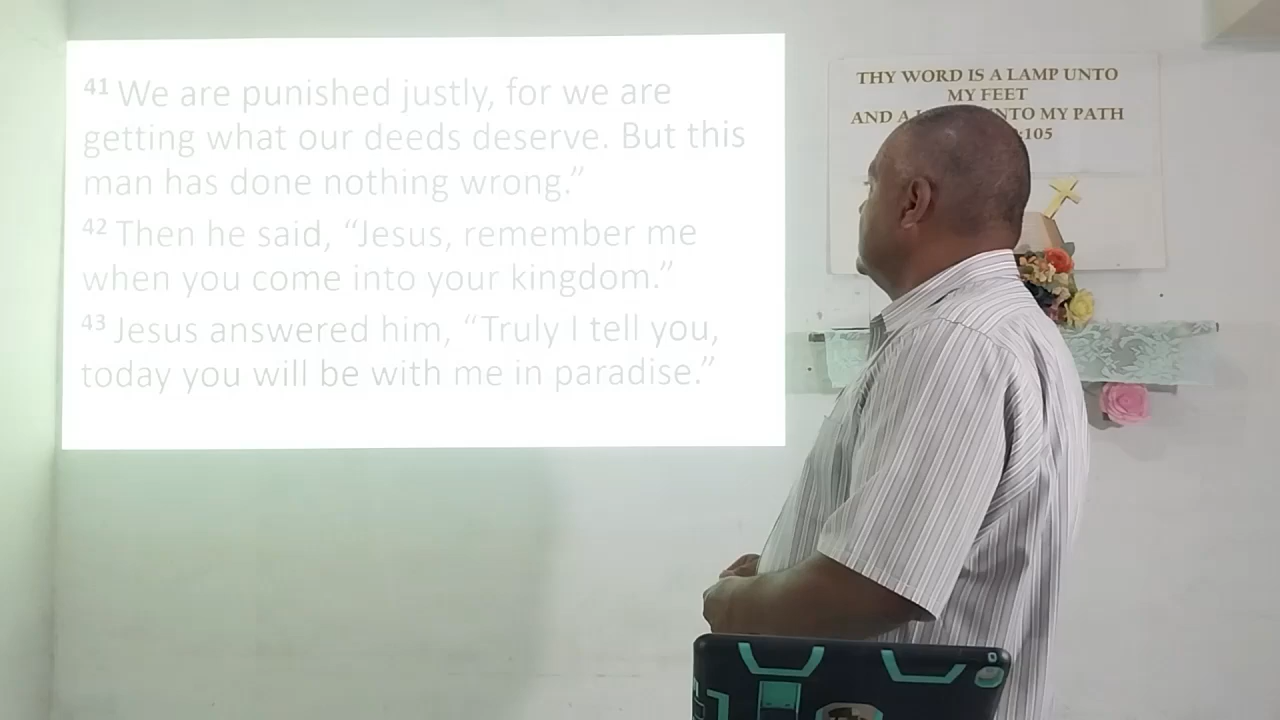 41 We are punished justly, for we are
getting what our deeds deserve. But this
man has done nothing wrong.”
42 Then he said, “Jesus, remember me
when you come into your kingdom.”
43 Jesus answered him, “Truly I tell you,
today you will be with me in paradise.”
THY WORD IS A LAMP UNTO
MY FEET
AND A UNTO MY PATH
:105